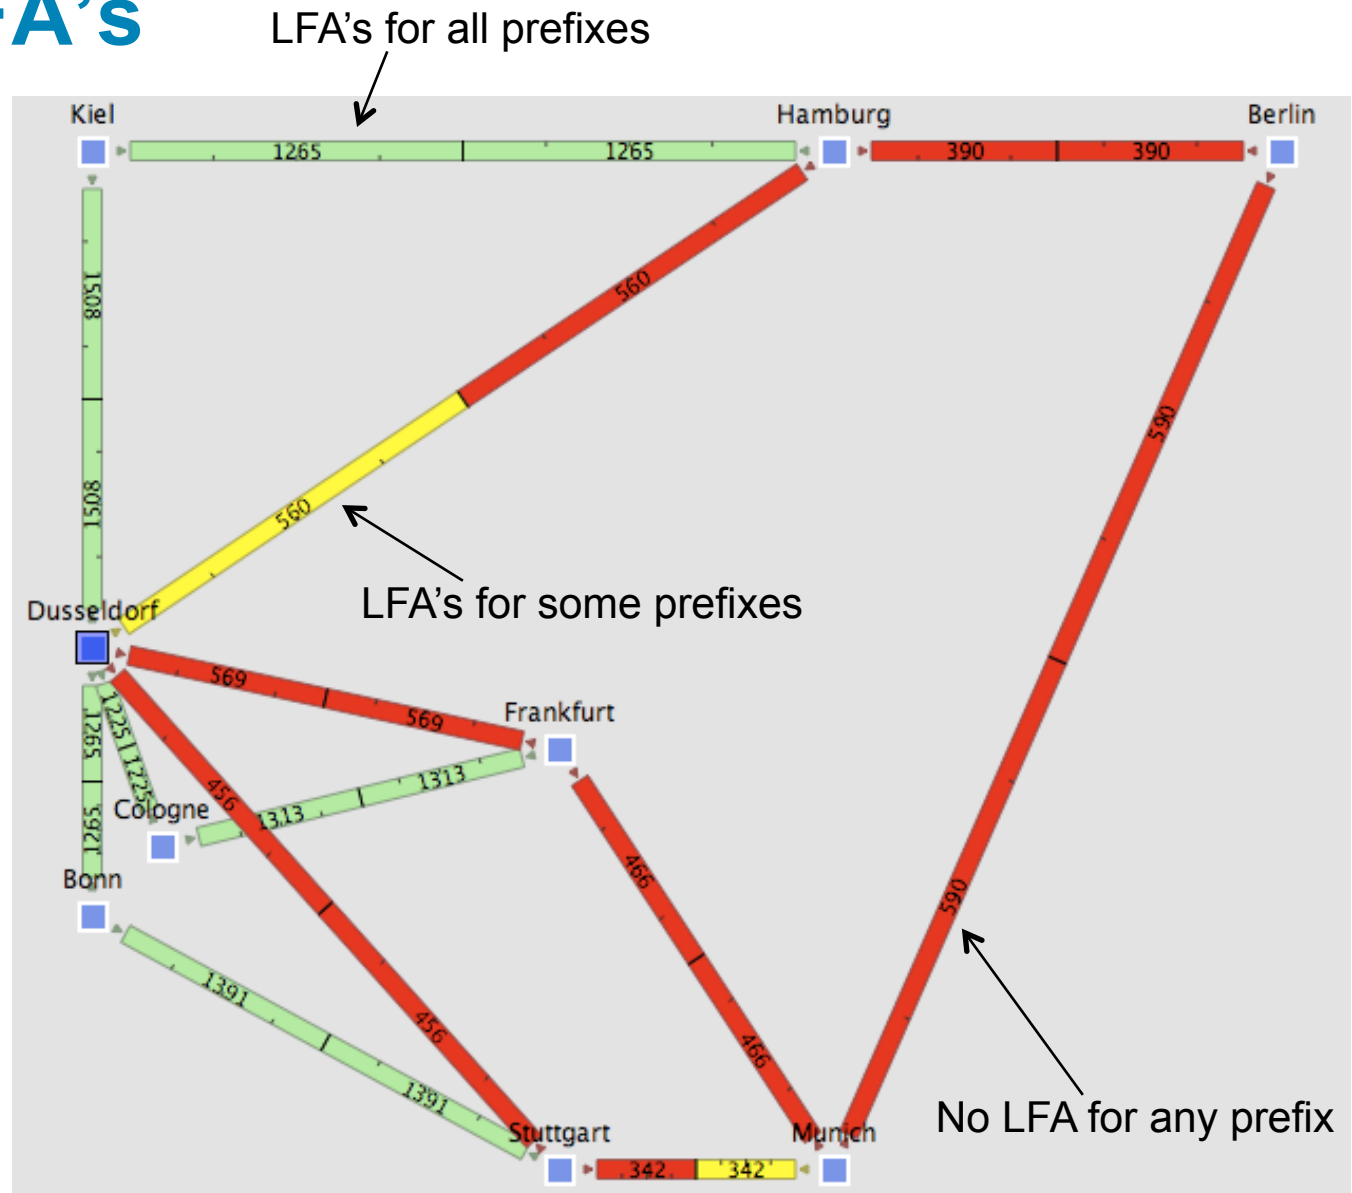 FA's
LFA's for all prefixes
Kiel
Hamburg
Berlin
1265
1265
390
390
1508
560
590
1508
560
LFA's for some prefixes
Dusseldorf
569
569
Frankfurt
1265
1225
1225
456
1313
1313
Cologne
1265
466
590
Bonn
1391
456
466
1391
No LFA for any prefix
Stuttgart
Munich
342
342